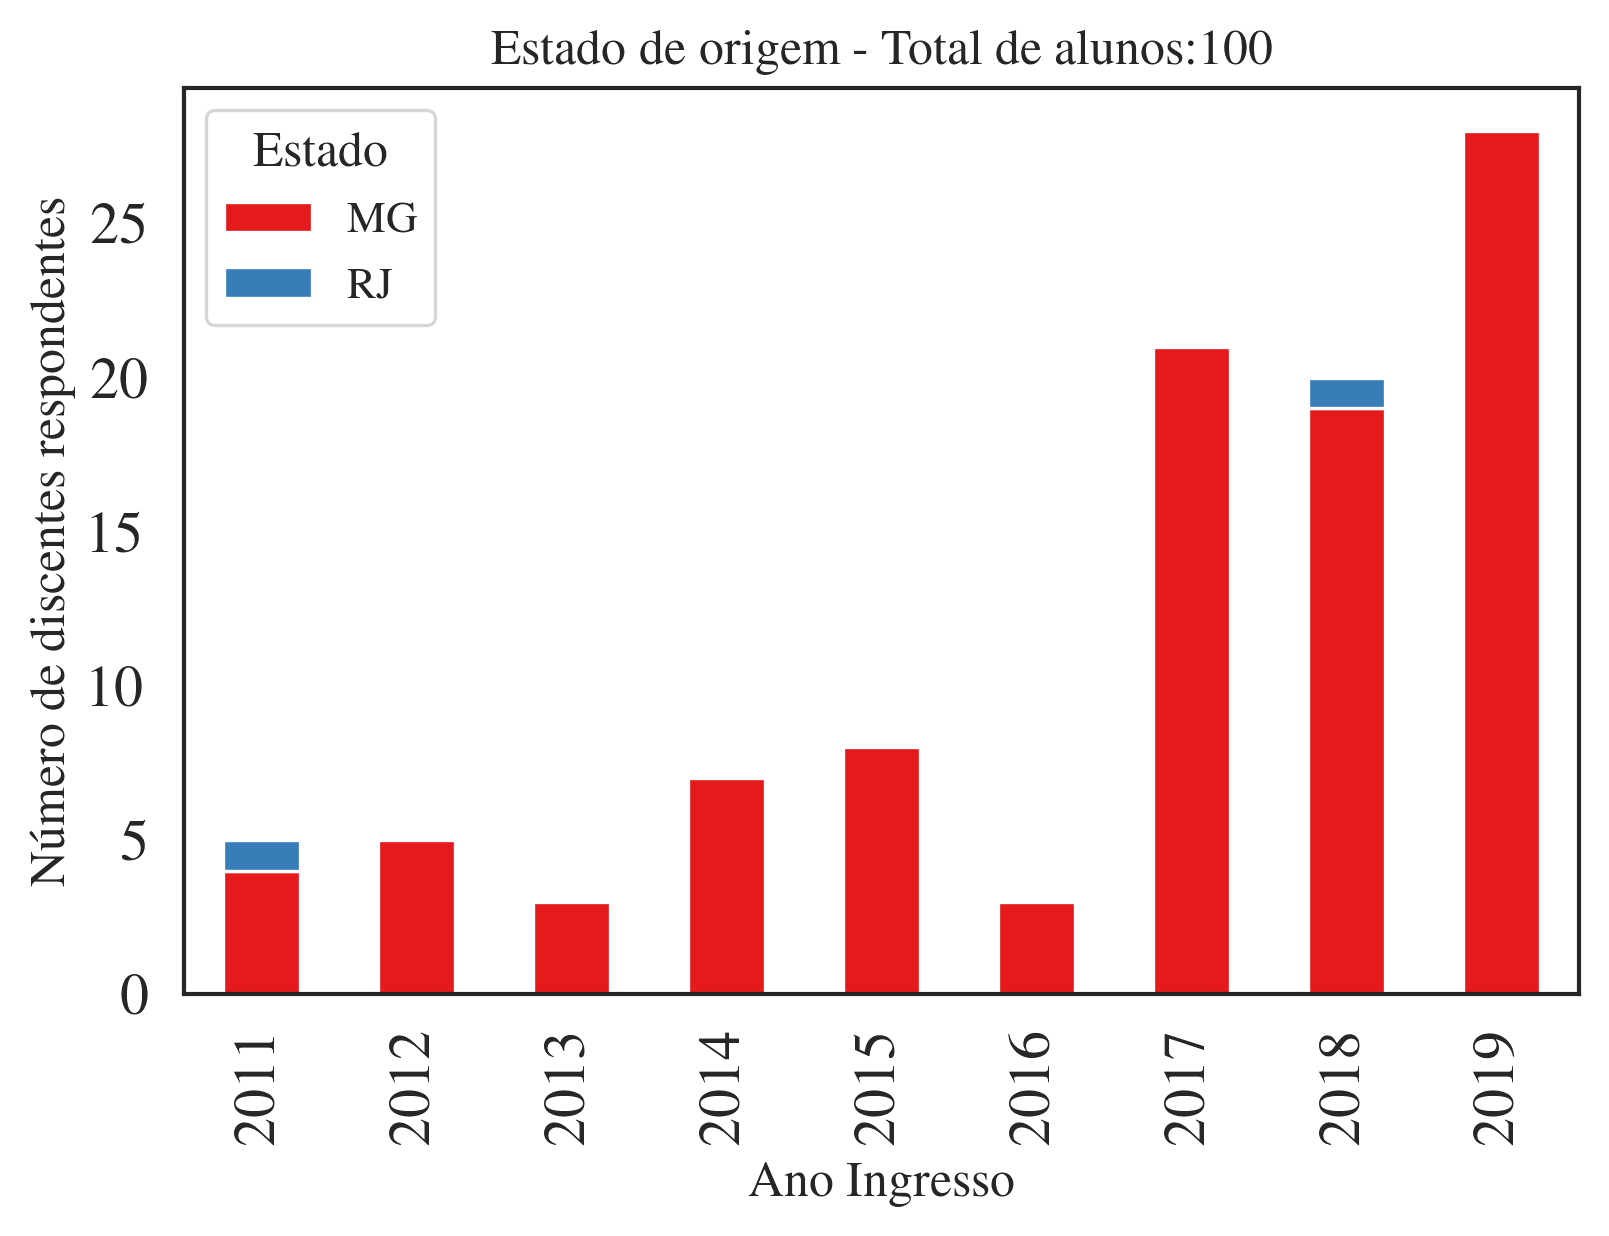 Estado de origem - Total de alunos:100
Estado
MG
RJ
Número de discentes respondentes
25
20
15
10
5
0
2011
2012
2013
2014
2015
2016
2017
2018
2019
Ano Ingresso